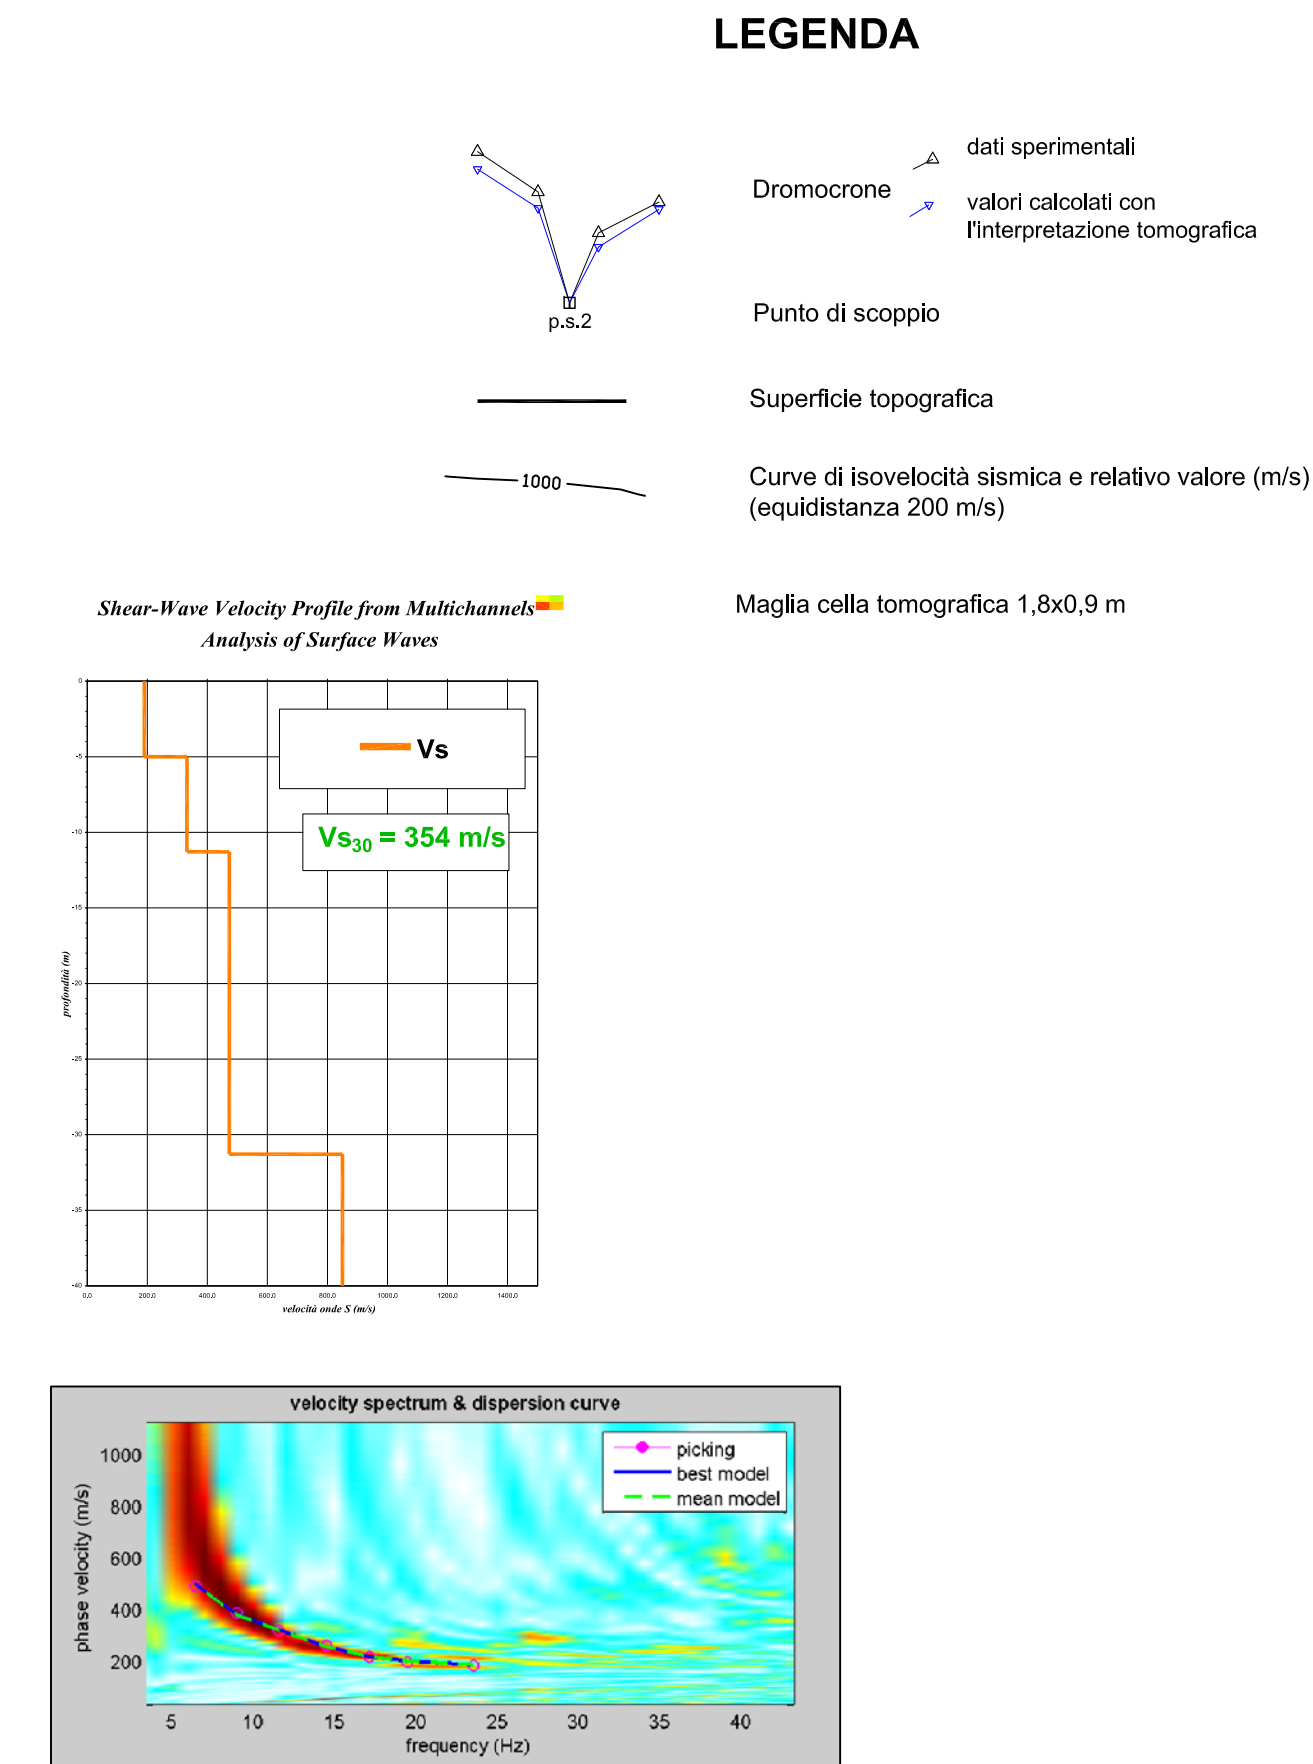 LEGENDA
dati sperimentali
Dromocrone
valori calcolati con
l'interpretazione tomografica
p.s.2
Punto di scoppio
Superficie topografica
1000
Curve di isovelocità sismica e relativo valore (m/s)
(equidistanza 200 m/s)
Maglia cella tomografica 1,8x0,9 m
Shear-Wave Velocity Profile from Multichannels
Analysis of Surface Waves
Vs
Vs30 = 354 m/s
0
-5
-10
-15
-20
-25
-30
-35
-40
profondità (m)
0.0 200.0 400.0 600.0 800.0 1000.0 1200.0 1400.0
velocità onde S (m/s)
velocity spectrum & dispersion curve
picking
best model
mean model
1000
800
600
400
200
phase velocity (m/s)
5 10 15 20 25 30 35 40
frequency (Hz)